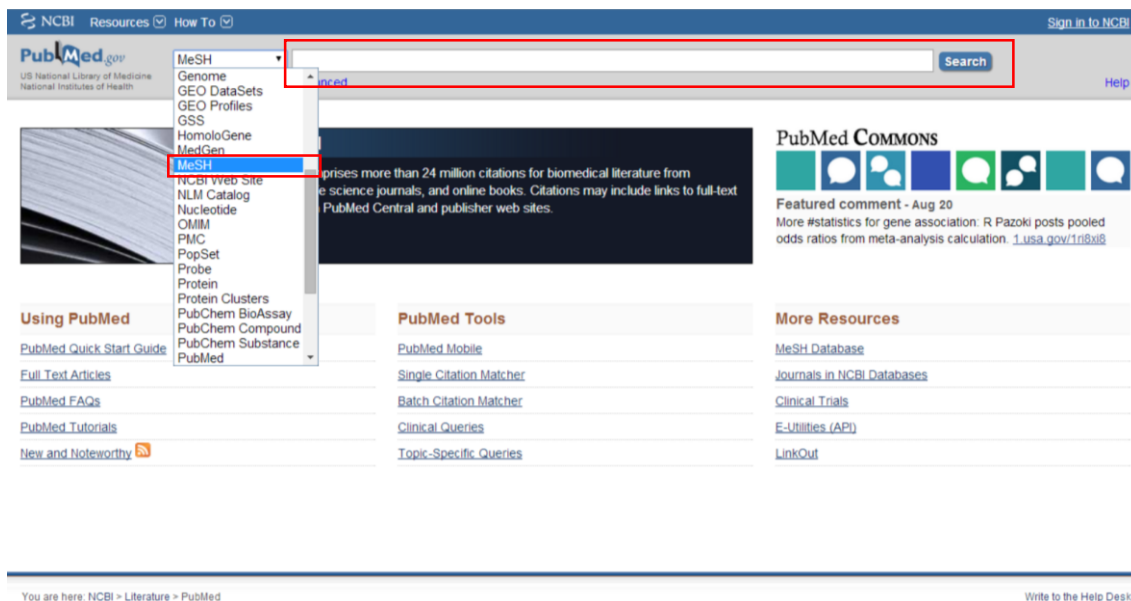 NCBI Resources How To Sign in to NCBI
PubMed.gov
US National Library of Medicine
National Institutes of Health
MeSH
Search
Help
Genome
GEO DataSets
GEO Profiles
GSS
HomoloGene
MedGen
MeSH
NCBI Web Site
NLM Catalog
Nucleotide
OMIM
PMC
PopSet
Probe
Protein
Protein Clusters
PubChem BioAssay
PubChem Compound
PubChem Substance
PubMed
more than 24 million citations for biomedical literature from
science journals, and online books. Citations may include links to full-text
PubMed Central and publisher web sites.
PubMed COMMONS
Featured comment - Aug 20
More #statistics for gene association: R Pazoki posts pooled
odds ratios from meta-analysis calculation. 1.usa.gov/1ri8xi8
Using PubMed
PubMed Quick Start Guide
Full Text Articles
PubMed FAQs
PubMed Tutorials
New and Noteworthy
PubMed Tools
PubMed Mobile
Single Citation Matcher
Batch Citation Matcher
Clinical Queries
Topic-Specific Queries
More Resources
MeSH Database
Journals in NCBI Databases
Clinical Trials
E-Utilities (API)
LinkOut
You are here: NCBI > Literature > PubMed
Write to the Help Desk